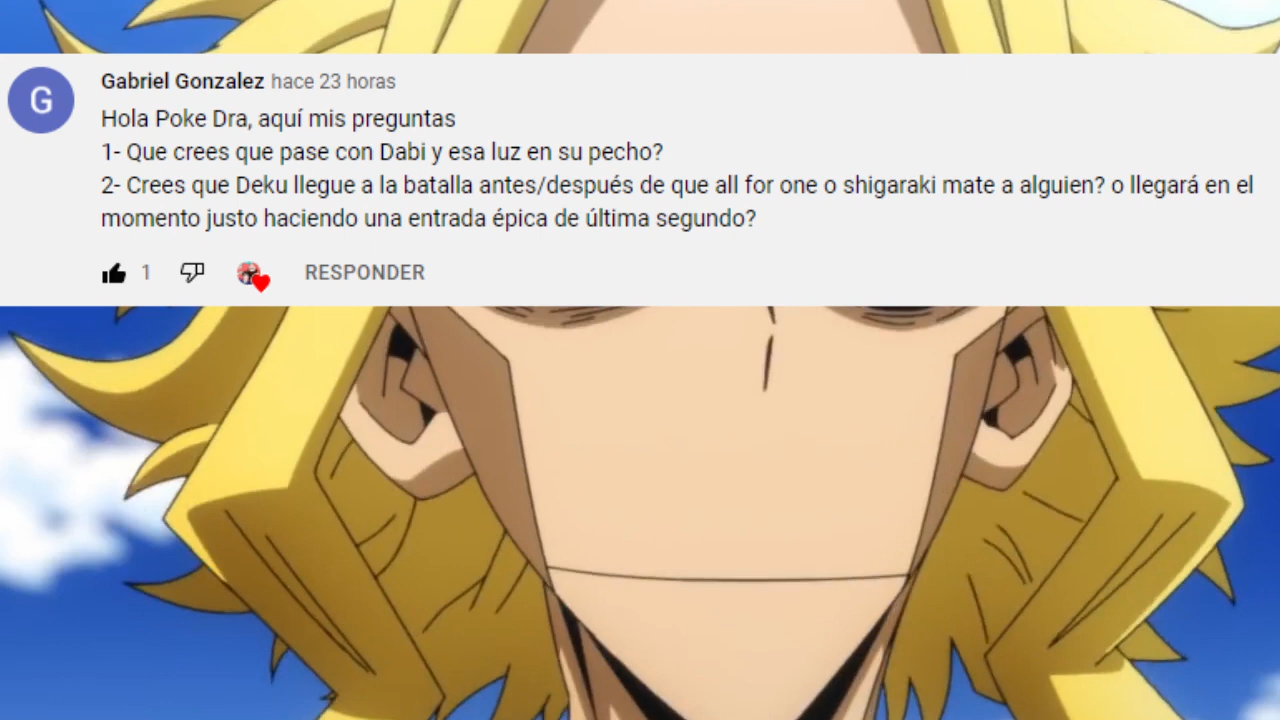 G
Gabriel Gonzalez hace 23 horas
Hola Poke Dra, aquí mis preguntas
1- Que crees que pase con Dabi y esa luz en su pecho?
2- Crees que Deku llegue a la batalla antes/después de que all for one o shigaraki mate a alguien? o llegará en el
momento justo haciendo una entrada épica de última segundo?
1 RESPONDER